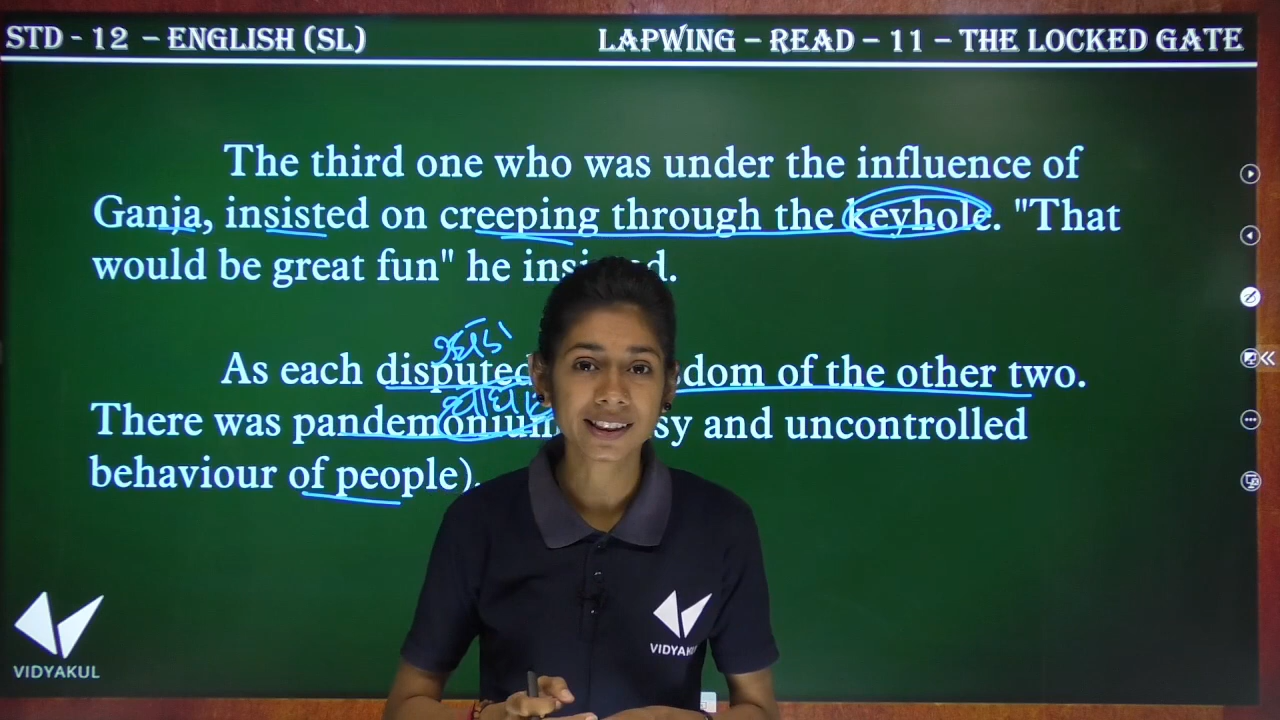 STD - 12 – ENGLISH (SL)
LAPWING – READ – 11 – THE LOCKED GATE
The third one who was under the influence of
Ganja, insisted on creeping through the keyhole. "That
would be great fun" he insisted.
As each disputed dom of the other two.
There was pandemonium sy and uncontrolled
behaviour of people).
VIDYAKUL
VIDYAKUL